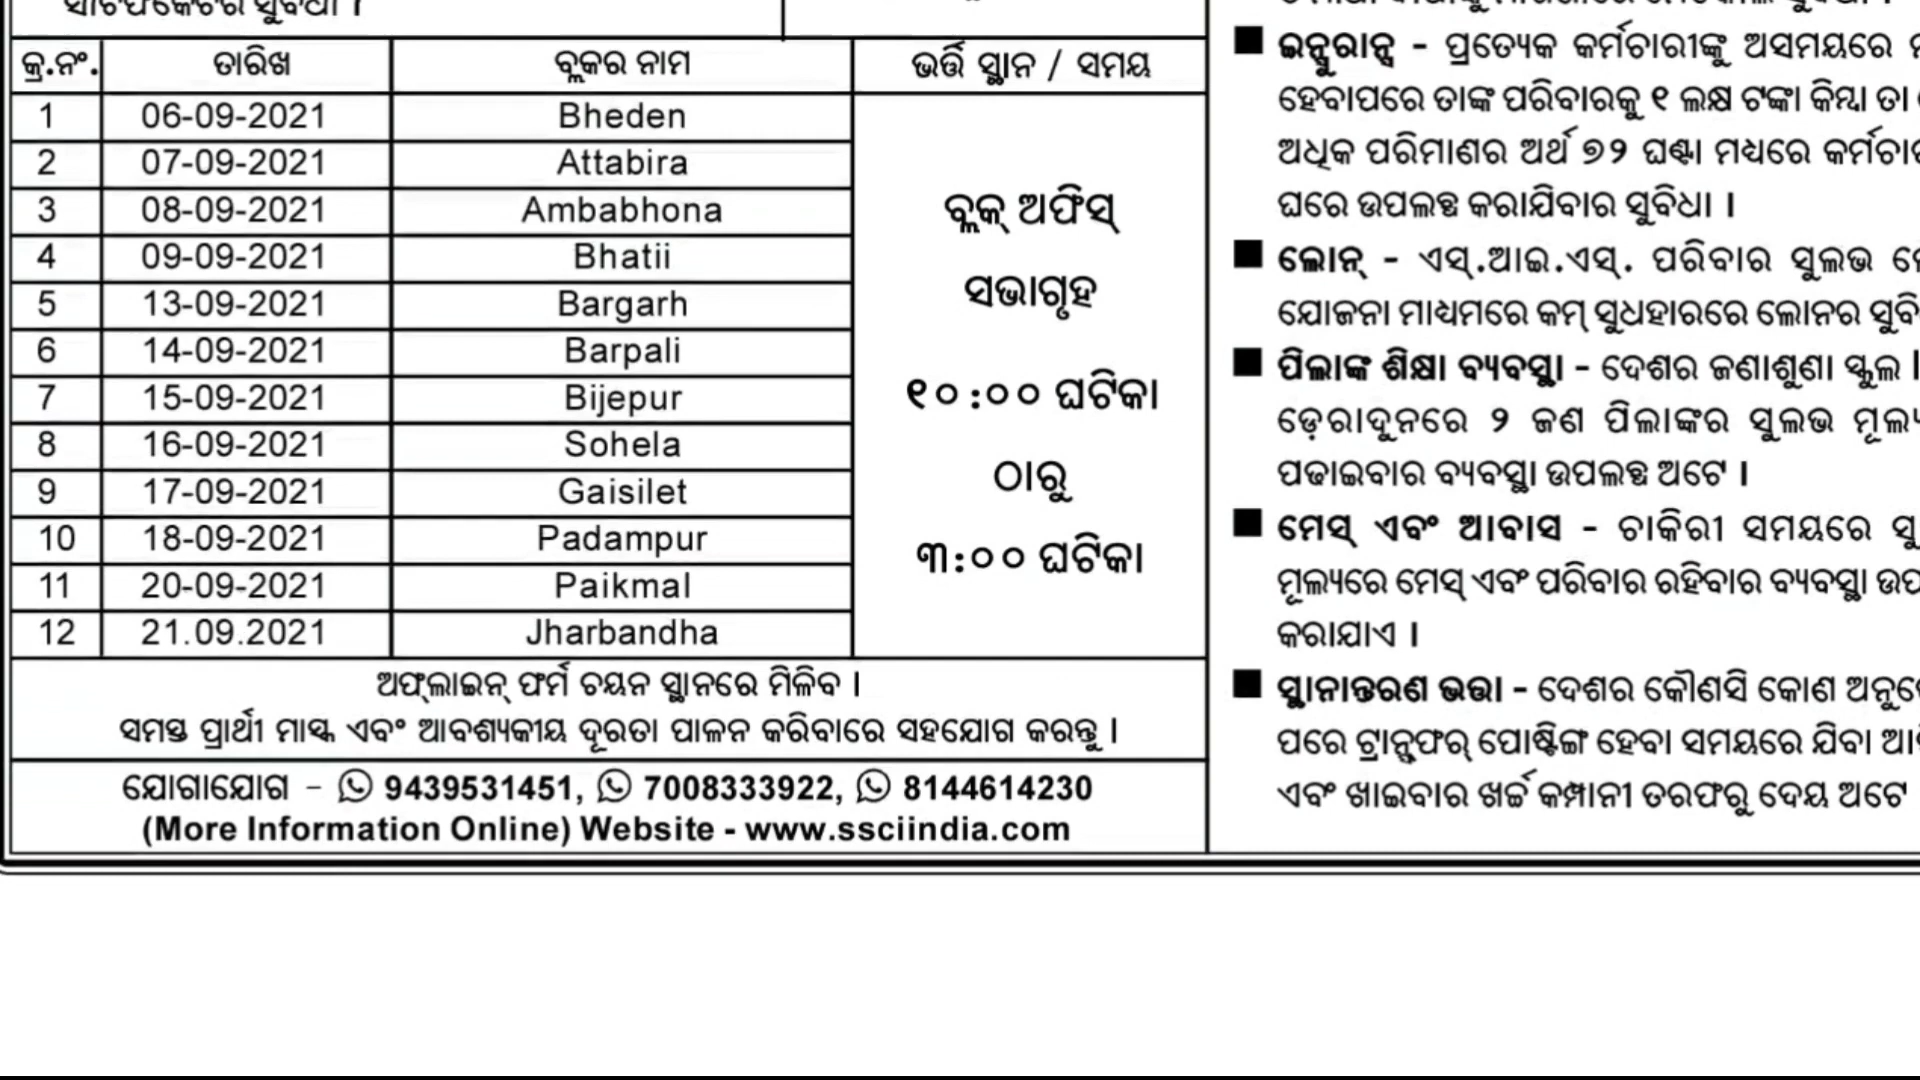 ସାର୍ଟିଫିକେଟର ସୁବିଧା ।
କ୍ର.ନଂ. ତାରିଖ ବ୍ଲକର ନାମ ଭର୍ତ୍ତି ସ୍ଥାନ / ସମୟ
1 06-09-2021 Bheden
2 07-09-2021 Attabira
3 08-09-2021 Ambabhona
4 09-09-2021 Bhatii
5 13-09-2021 Bargarh
6 14-09-2021 Barpali
7 15-09-2021 Bijepur
8 16-09-2021 Sohela
9 17-09-2021 Gaisilet
10 18-09-2021 Padampur
11 20-09-2021 Paikmal
12 21.09.2021 Jharbandha
ବ୍ଲକ୍ ଅଫିସ୍
ସଭାଗୃହ
୧୦:୦୦ ଘଟିକା
ଠାରୁ
୩:୦୦ ଘଟିକା
ଅଫ୍‌ଲାଇନ୍ ଫର୍ମ ଚୟନ ସ୍ଥାନରେ ମିଳିବ ।
ସମସ୍ତ ପ୍ରାର୍ଥୀ ମାସ୍କ ଏବଂ ଆବଶ୍ୟକୀୟ ଦୂରତା ପାଳନ କରିବାରେ ସହଯୋଗ କରନ୍ତୁ ।
ଯୋଗାଯୋଗ - 9439531451, 7008333922, 8144614230
(More Information Online) Website - www.ssciindia.com
■ ଇନ୍ସୁରାନ୍ସ - ପ୍ରତ୍ୟେକ କର୍ମଚାରୀଙ୍କୁ ଅସମୟରେ
ହେବାପରେ ତାଙ୍କ ପରିବାରକୁ ୧ ଲକ୍ଷ ଟଙ୍କା କିମ୍ବା ତା
ଅଧିକ ପରିମାଣର ଅର୍ଥ ୭୨ ଘଣ୍ଟା ମଧ୍ୟରେ
ଘରେ ଉପଲବ୍ଧ କରାଯିବାର ସୁବିଧା ।
■ ଲୋନ୍ - ଏସ୍.ଆଇ.ଏସ୍. ପରିବାର ସୁଲଭ
ଯୋଜନା ମାଧ୍ୟମରେ କମ୍ ସୁଧହାରରେ ଲୋନର
■ ପିଲାଙ୍କ ଶିକ୍ଷା ବ୍ୟବସ୍ଥା - ଦେଶର ଜଣାଶୁଣା ସ୍କୁଲ
ଡ଼େରାଦୁନରେ ୨ ଜଣ ପିଲାଙ୍କର ସୁଲଭ
ପଢାଇବାର ବ୍ୟବସ୍ଥା ଉପଲବ୍ଧ ଅଟେ ।
■ ମେସ୍ ଏବଂ ଆବାସ - ଚାକିରୀ ସମୟରେ
ମୂଲ୍ୟରେ ମେସ୍ ଏବଂ ପରିବାର ରହିବାର ବ୍ୟବସ୍ଥା
କରାଯାଏ ।
■ ସ୍ଥାନାନ୍ତରଣ ଭତ୍ତା - ଦେଶର କୌଣସି କୋଣ
ପରେ ଟ୍ରାନ୍ସଫର୍ ପୋଷ୍ଟିଙ୍ଗ ହେବା ସମୟରେ ଯିବା
ଏବଂ ଖାଇବାର ଖର୍ଚ୍ଚ କମ୍ପାନୀ ତରଫରୁ ଦେୟ ଅଟେ